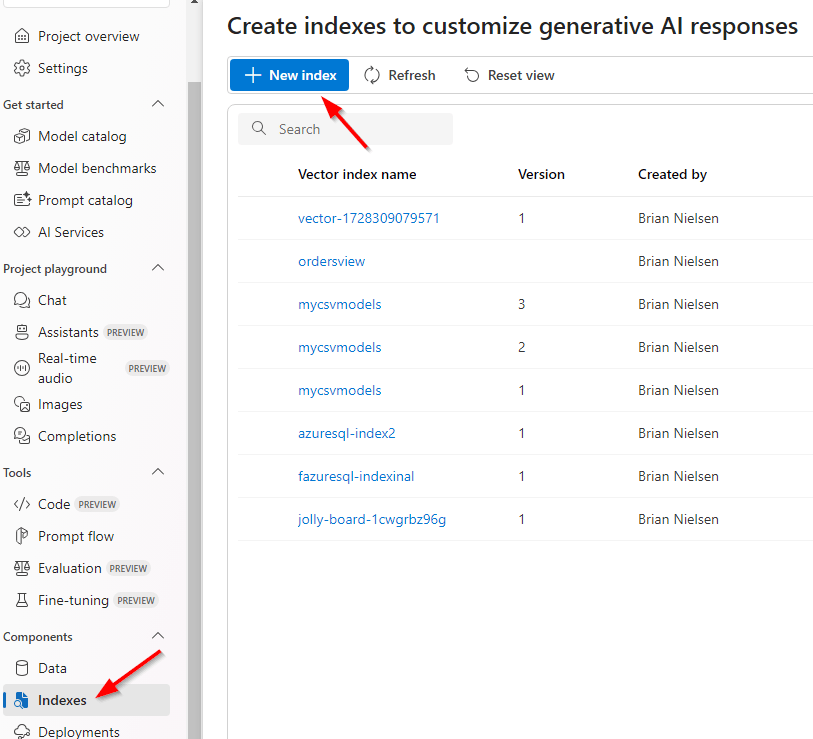 Project overview
Settings
Get started
Model catalog
Model benchmarks
Prompt catalog
AI Services
Project playground
Chat
Assistants PREVIEW
Real-time
audio PREVIEW
Images
Completions
Tools
Code PREVIEW
Prompt flow
Evaluation PREVIEW
Fine-tuning PREVIEW
Components
Data
Indexes
Deployments
Create indexes to customize generative AI responses
New index Refresh Reset view
Search
Vector index name Version Created by
vector-1728309079571 1 Brian Nielsen
ordersview Brian Nielsen
mycsvmodels 3 Brian Nielsen
mycsvmodels 2 Brian Nielsen
mycsvmodels 1 Brian Nielsen
azuresql-index2 1 Brian Nielsen
fazuresql-indexinal 1 Brian Nielsen
jolly-board-1cwgrbz96g 1 Brian Nielsen